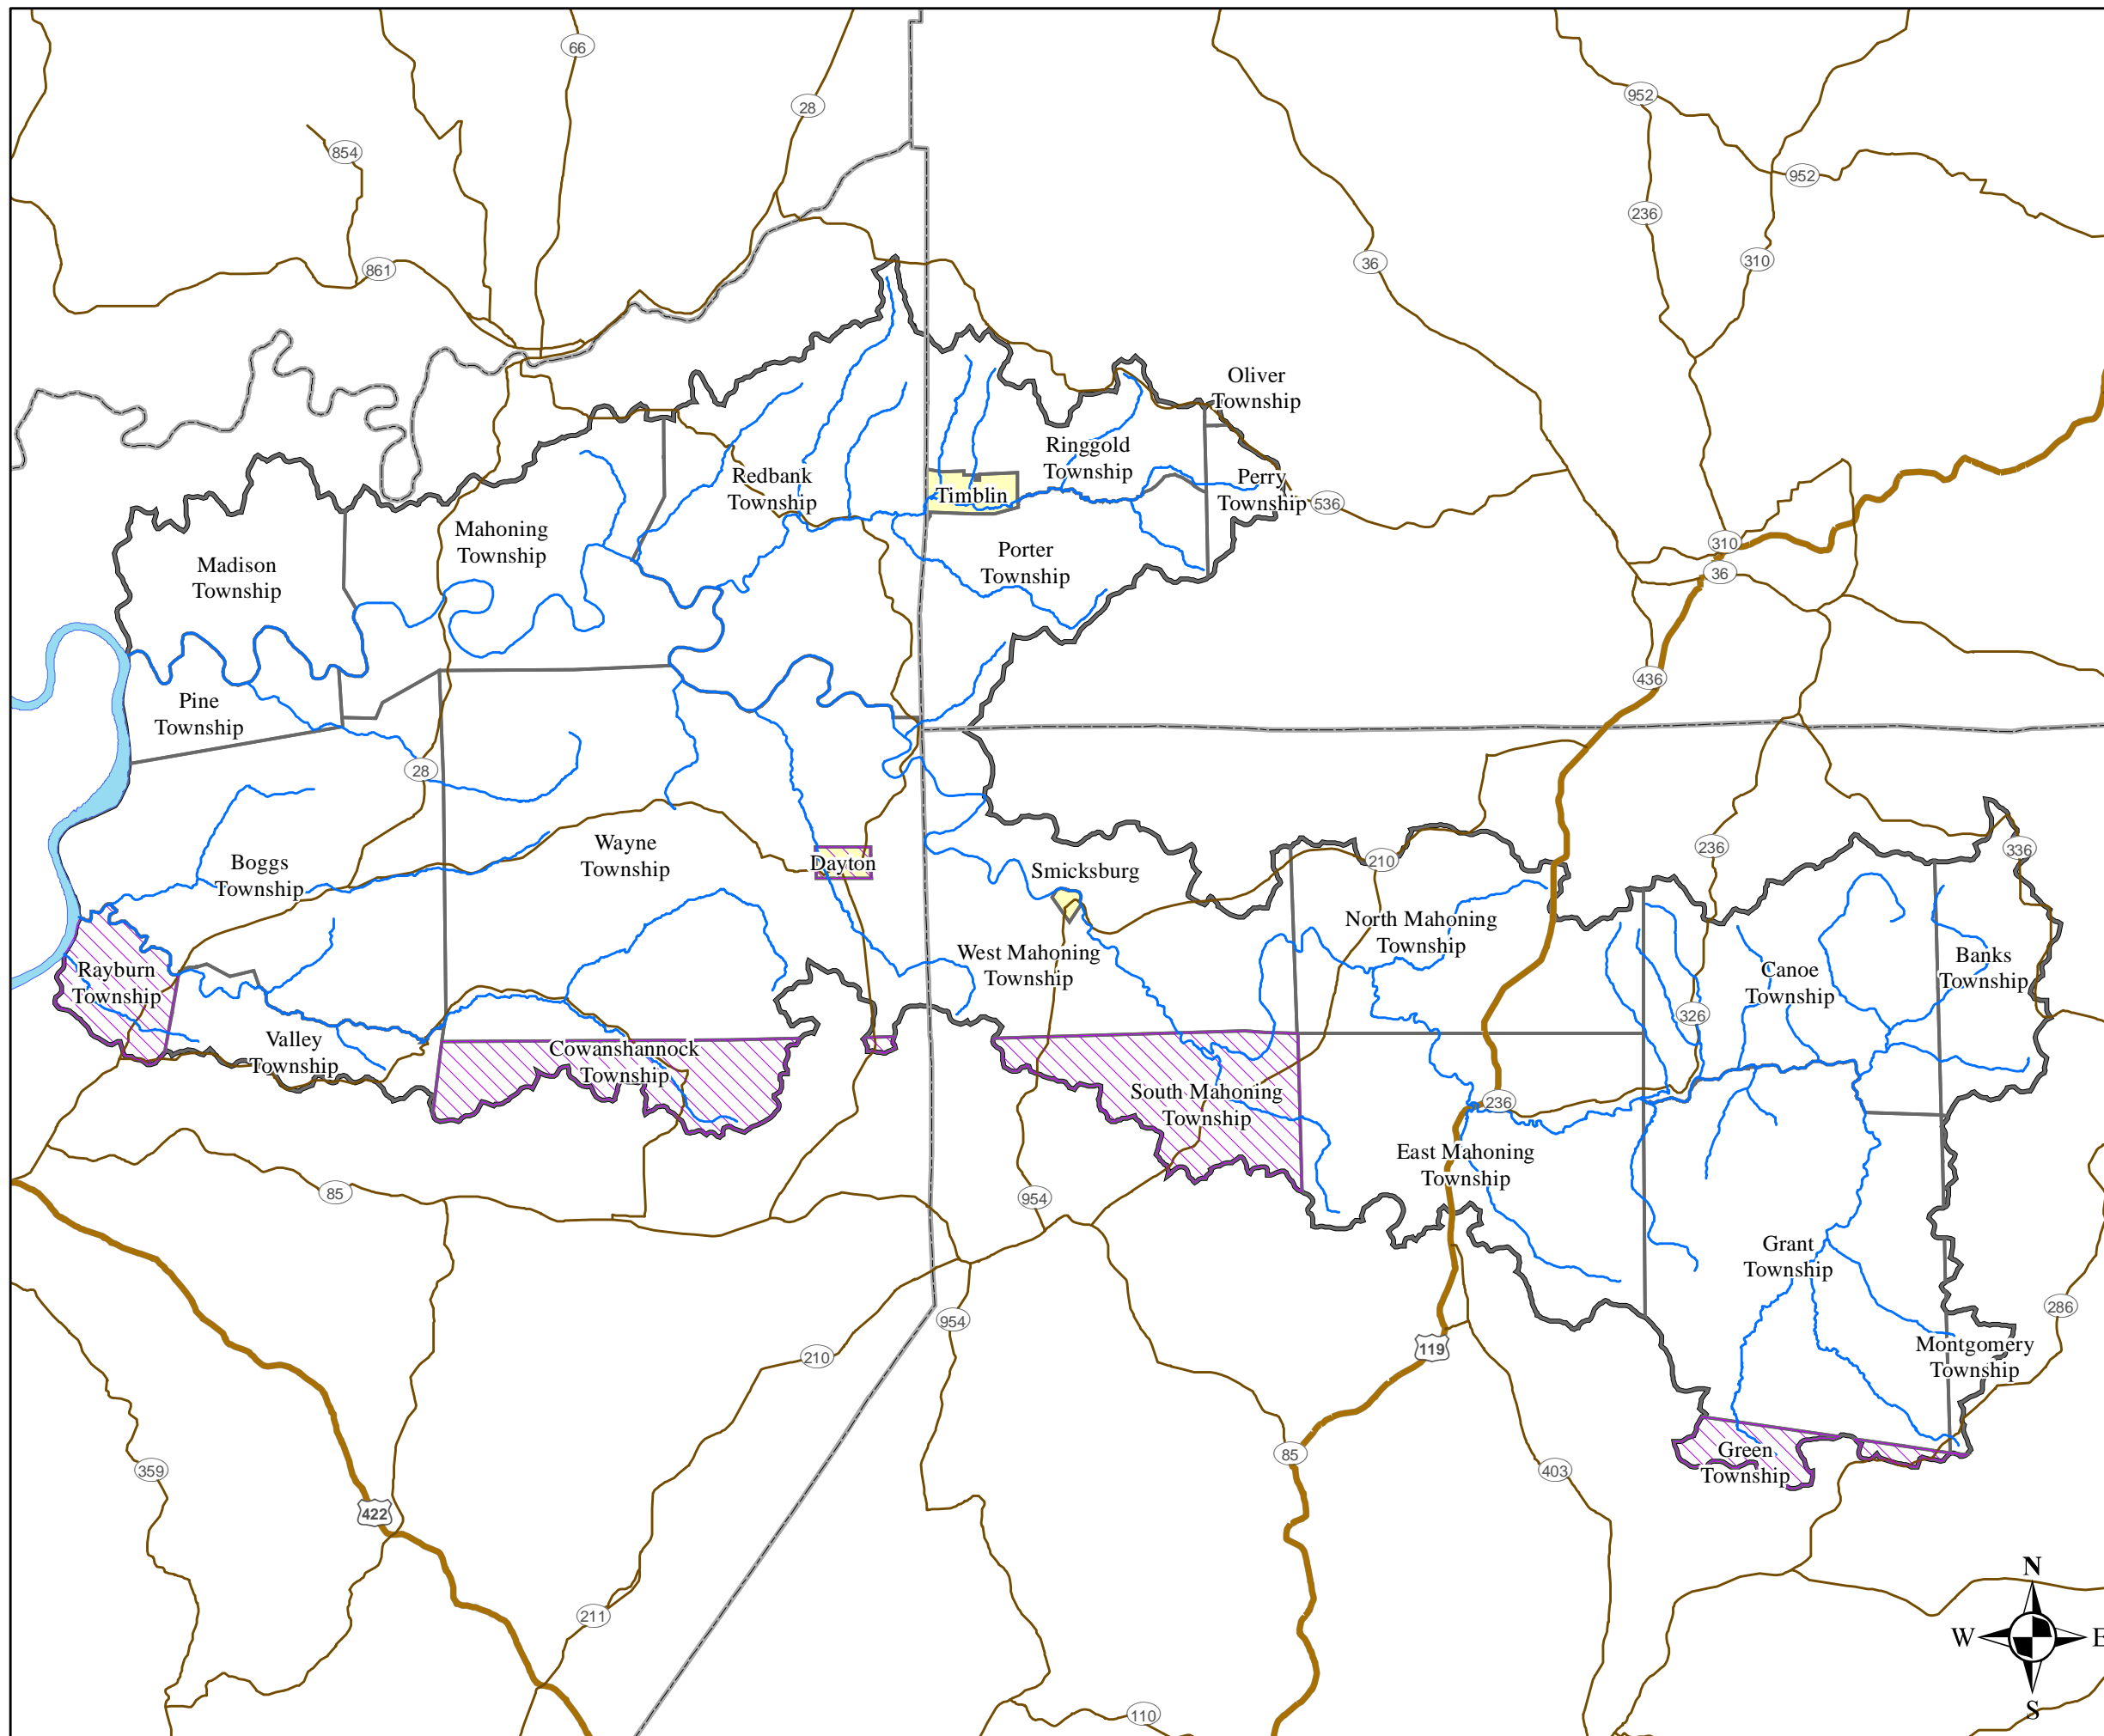 66
28
952
854
952
236
36
310
861
Oliver
Township
Ringgold
Township
Redbank
Township
Perry
Township
Timblin
536
Mahoning
Township
Porter
Township
310
36
Madison
Township
436
Pine
Township
28
Wayne
Township
Dayton
Boggs
Township
Smicksburg
210
236
336
North Mahoning
Township
West Mahoning
Township
Banks
Township
Canoe
Township
Rayburn
Township
326
Valley
Township
Cowanshannock
Township
South Mahoning
Township
236
East Mahoning
Township
85
954
Grant
Township
286
954
119
210
Montgomery
Township
85
Green
Township
359
403
422
N
211
W
E
S
110